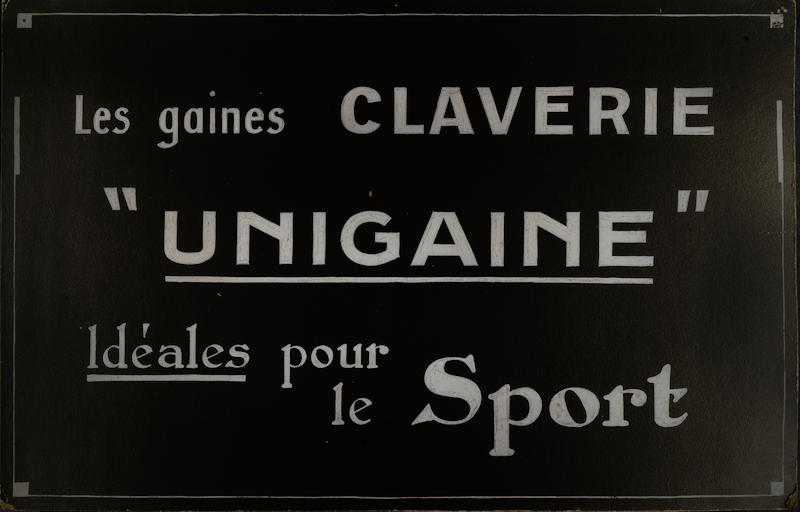 Les gaines CLAVERIE
"UNIGAINE"
Idéales pour
le Sport